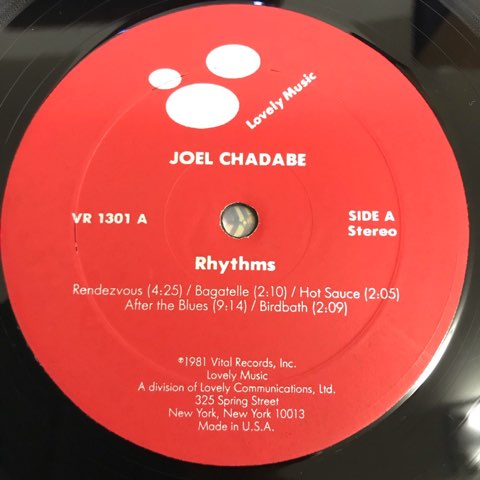 Lovely Music
JOEL CHADABE
VR 1301 A
SIDE A
Stereo
Rhythms
Rendezvous (4:25) / Bagatelle (2:10) / Hot Sauce (2:05)
After the Blues (9:14) / Birdbath (2:09)
℗1981 Vital Records, Inc.
Lovely Music
A division of Lovely Communications, Ltd.
325 Spring Street
New York, New York 10013
Made in U.S.A.